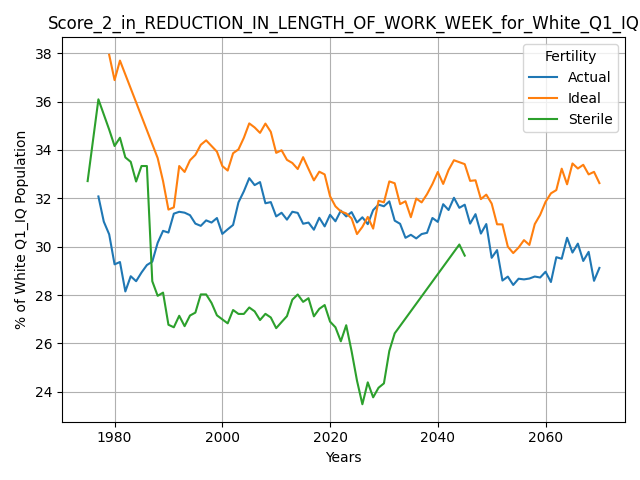 Score_2_in_REDUCTION_IN_LENGTH_OF_WORK_WEEK_for_White_Q1_IQ
Fertility
Actual
Ideal
Sterile
% of White Q1_IQ Population
38
36
34
32
30
28
26
24
1980
2000
2020
2040
2060
Years